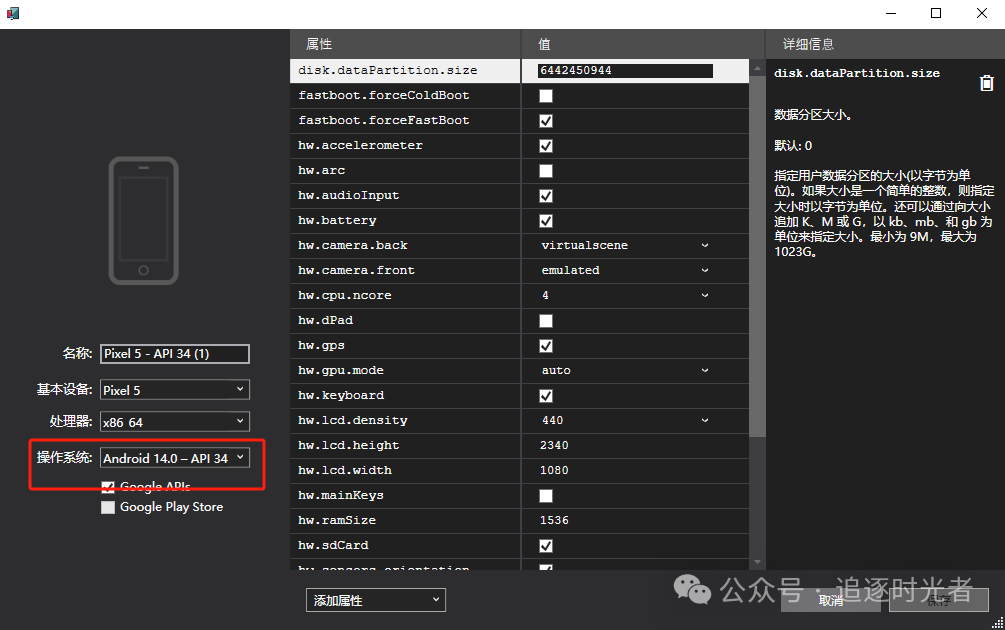 属性
值
详细信息
disk.dataPartition.size
6442450944
fastboot.forceColdBoot
fastboot.forceFastBoot
hw.accelerometer
hw.arc
hw.audioInput
hw.battery
hw.camera.back
virtualscene
hw.camera.front
emulated
hw.cpu.ncore
4
hw.dPad
hw.gps
hw.gpu.mode
auto
hw.keyboard
hw.lcd.density
440
hw.lcd.height
2340
hw.lcd.width
1080
hw.mainKeys
hw.ramSize
1536
hw.sdCard
hw.sensors.orientation
disk.dataPartition.size
数据分区大小。
默认: 0
指定用户数据分区的大小(以字节为单
位)。如果大小是一个简单的整数，则指定
大小时以字节为单位。还可以通过向大小
追加 K、M 或 G，以 kb、mb、和 gb 为
单位来指定大小。最小为 9M，最大为
1023G。
名称:
Pixel 5 - API 34 (1)
基本设备:
Pixel 5
处理器:
x86 64
操作系统:
Android 14.0 – API 34
Google APIs
Google Play Store
添加属性
取消
保存
公众号 · 追逐时光者